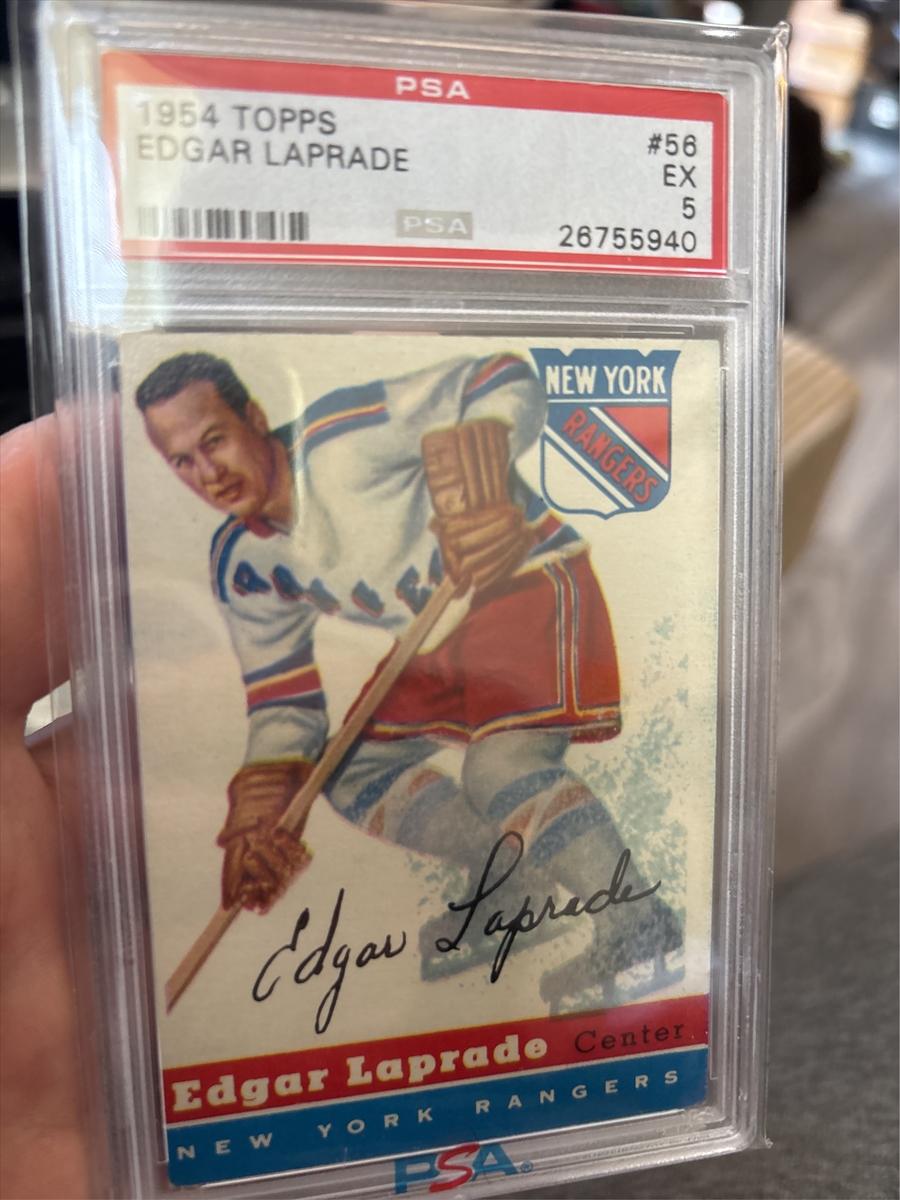 PSA
1954 TOPPS
EDGAR LAPRADE
#56
EX
5
PSA
26755940
NEW YORK
RANGERS
Edgar Laprade
Edgar Laprade Center
NEW YORK RANGERS
PSA®